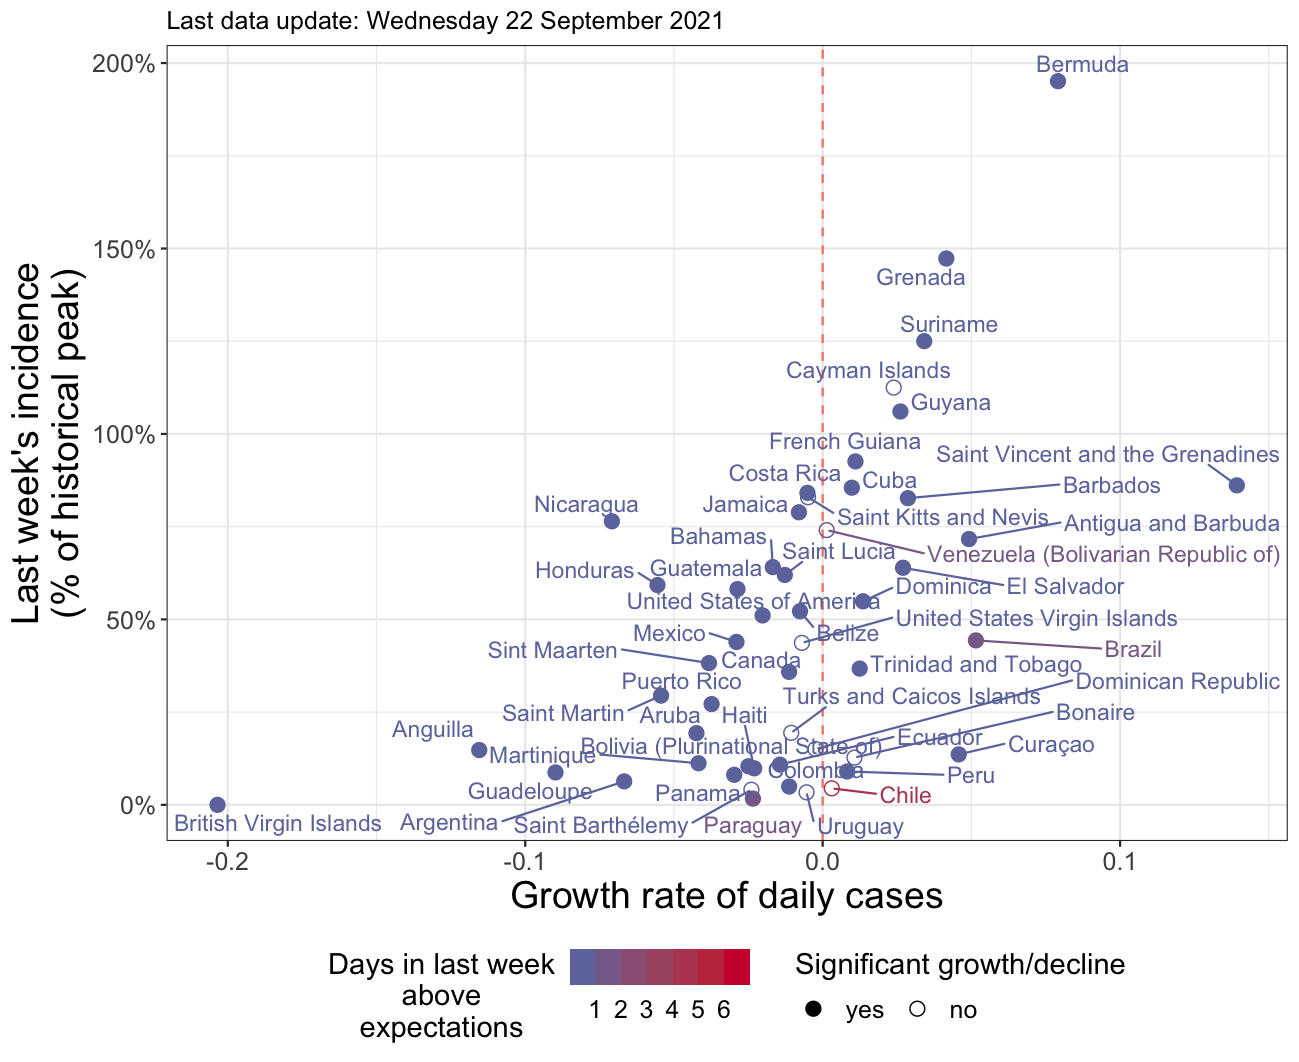 Last data update: Wednesday 22 September 2021
200%
150%
100%
50%
0%
Last week's incidence
(% of historical peak)
Bermuda
Grenada
Suriname
Cayman Islands
Guyana
French Guiana
Saint Vincent and the Grenadines
Costa Rica
Cuba
Barbados
Nicaragua
Jamaica
Saint Kitts and Nevis
Antigua and Barbuda
Bahamas
Saint Lucia
Venezuela (Bolivarian Republic of)
Honduras
Guatemala
Dominica
El Salvador
United States of America
United States Virgin Islands
Mexico
Belize
Sint Maarten
Canada
Trinidad and Tobago
Brazil
Puerto Rico
Dominican Republic
Turks and Caicos Islands
Saint Martin
Aruba
Haiti
Bonaire
Anguilla
Bolivia (Plurinational State of)
Ecuador
Curaçao
Martinique
Colombia
Peru
Guadeloupe
Panama
Chile
British Virgin Islands
Argentina
Saint Barthélemy
Paraguay
Uruguay
-0.2
-0.1
0.0
0.1
Growth rate of daily cases
Days in last week
above
expectations
1 2 3 4 5 6
Significant growth/decline
yes
no